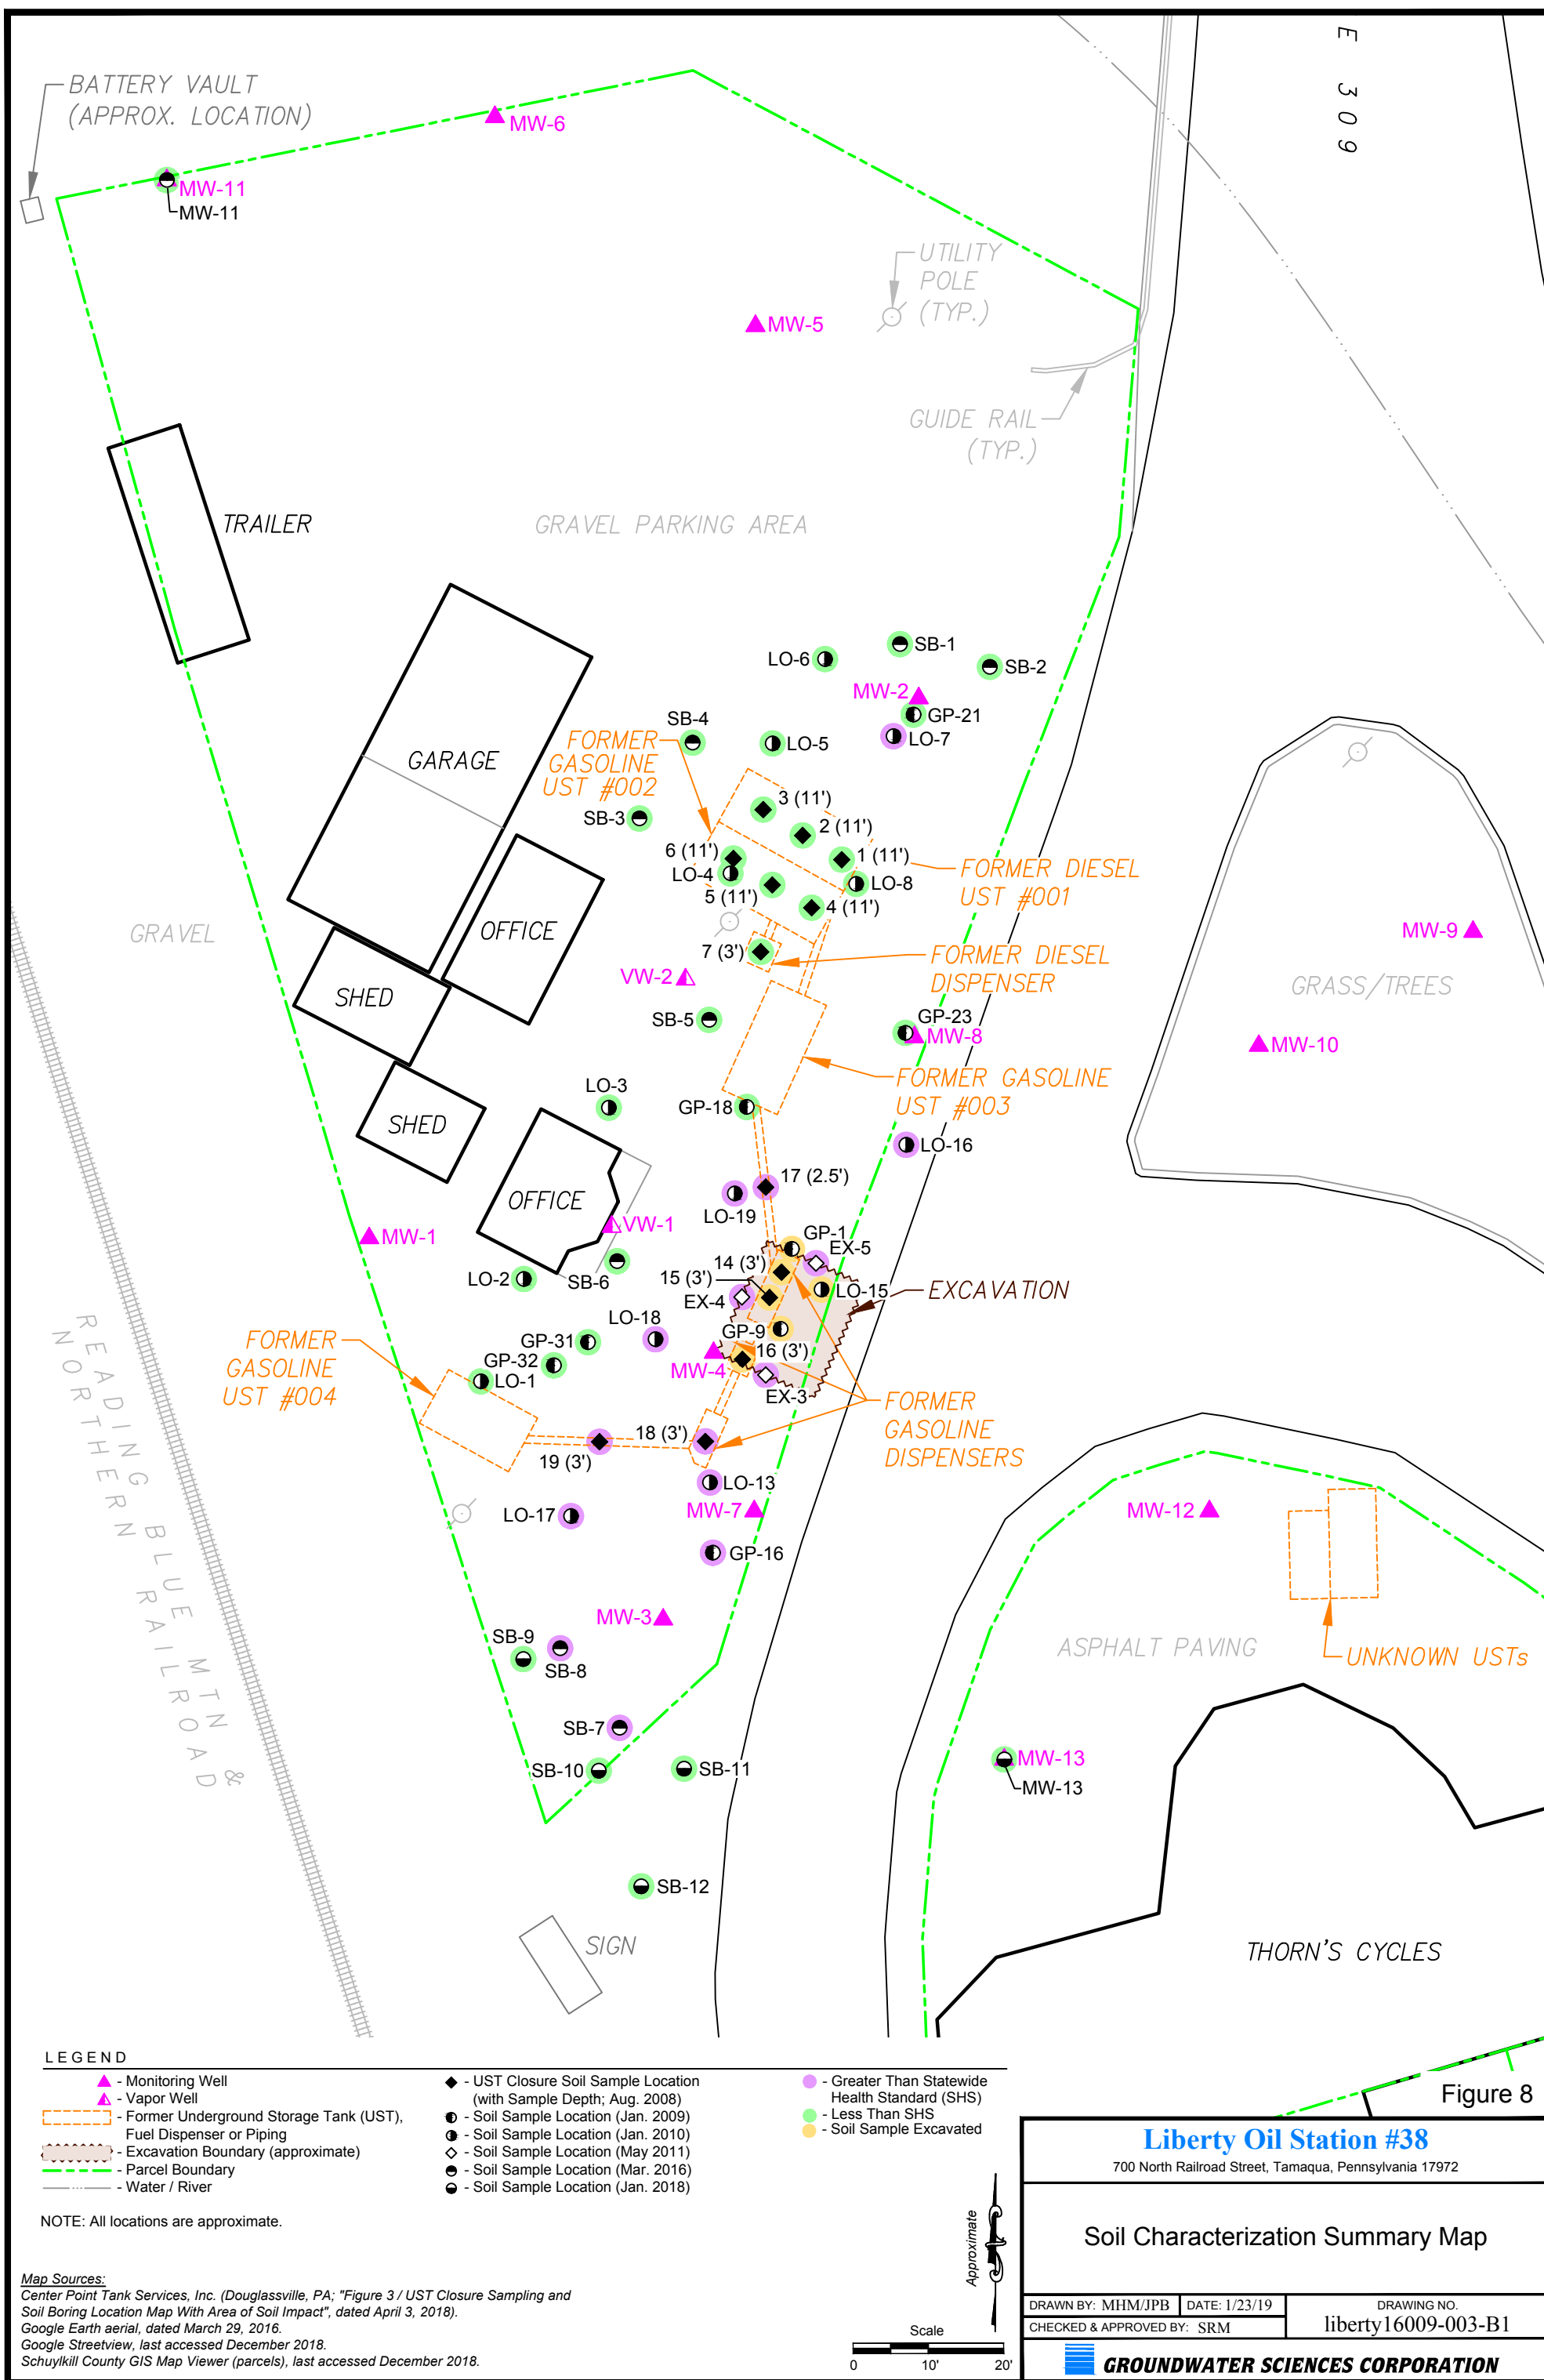 BATTERY VAULT
(APPROX. LOCATION)
MW-6
E 309
MW-11
MW-11
UTILITY
POLE
(TYP.)
MW-5
GUIDE RAIL
(TYP.)
TRAILER
GRAVEL PARKING AREA
SB-1
LO-6
SB-2
MW-2
GP-21
SB-4
LO-7
FORMER
GASOLINE
UST #002
LO-5
GARAGE
3 (11')
SB-3
2 (11')
6 (11')
1 (11')
LO-4
LO-8
FORMER DIESEL
UST #001
5 (11')
4 (11')
OFFICE
GRAVEL
MW-9
7 (3')
FORMER DIESEL
DISPENSER
VW-2
GRASS/TREES
SHED
SB-5
GP-23
MW-8
MW-10
FORMER GASOLINE
UST #003
LO-3
GP-18
SHED
LO-16
17 (2.5')
OFFICE
LO-19
VW-1
MW-1
GP-1
EX-5
14 (3')
LO-2
SB-6
15 (3')
LO-15
EXCAVATION
EX-4
LO-18
GP-9
GP-31
FORMER
GASOLINE
UST #004
16 (3')
GP-32
MW-4
LO-1
EX-3
FORMER
GASOLINE
DISPENSERS
18 (3')
19 (3')
LO-13
LO-17
MW-7
MW-12
GP-16
READING BLUE MTN &
NORTHERN RAILROAD
MW-3
SB-9
SB-8
ASPHALT PAVING
UNKNOWN USTs
SB-7
SB-10
SB-11
MW-13
MW-13
SB-12
SIGN
THORN'S CYCLES
LEGEND
- Monitoring Well
- Vapor Well
- Former Underground Storage Tank (UST),
Fuel Dispenser or Piping
- Excavation Boundary (approximate)
- Parcel Boundary
- Water / River
- UST Closure Soil Sample Location
(with Sample Depth; Aug. 2008)
- Soil Sample Location (Jan. 2009)
- Soil Sample Location (Jan. 2010)
- Soil Sample Location (May 2011)
- Soil Sample Location (Mar. 2016)
- Soil Sample Location (Jan. 2018)
- Greater Than Statewide
Health Standard (SHS)
- Less Than SHS
- Soil Sample Excavated
NOTE: All locations are approximate.
Map Sources:
Center Point Tank Services, Inc. (Douglassville, PA; "Figure 3 / UST Closure Sampling and
Soil Boring Location Map With Area of Soil Impact", dated April 3, 2018).
Google Earth aerial, dated March 29, 2016.
Google Streetview, last accessed December 2018.
Schuylkill County GIS Map Viewer (parcels), last accessed December 2018.
Approximate
Scale
0 10' 20'
Figure 8
Liberty Oil Station #38
700 North Railroad Street, Tamaqua, Pennsylvania 17972
Soil Characterization Summary Map
DRAWN BY: MHM/JPB DATE: 1/23/19
CHECKED & APPROVED BY: SRM
DRAWING NO.
liberty16009-003-B1
GROUNDWATER SCIENCES CORPORATION